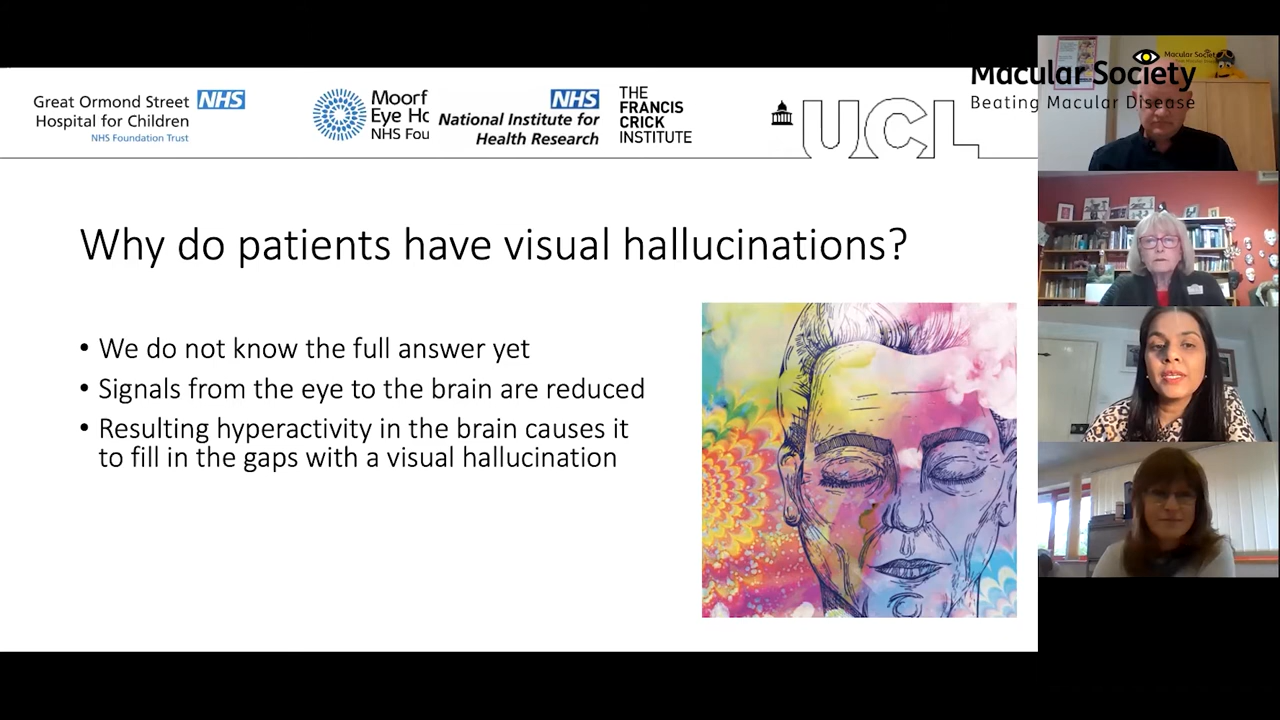 Great Ormond Street NHS
Hospital for Children
NHS Foundation Trust
Moorf
Eye Hc
NHS Fou
NHS
National Institute for
Health Research
THE
FRANCIS
CRICK
INSTITUTE
UCL
Macular Society
Macular Society
Beating Macular Disease
Why do patients have visual hallucinations?
• We do not know the full answer yet
• Signals from the eye to the brain are reduced
• Resulting hyperactivity in the brain causes it
to fill in the gaps with a visual hallucination